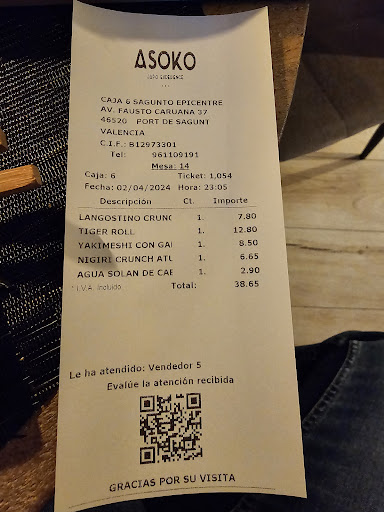 ASOKO
CAJA 6 SAGUNTO EPICENTRE
AV. FAUSTO CARUANA 37
46520 PORT DE SAGUNT
VALENCIA
C.I.F.: B12973301
Tel: 961109191
Mesa: 14
Caja: 6 Ticket: 1,054
Fecha: 02/04/2024 Hora: 23:05
Descripción Ct. Importe
LANGOSTINO CRUNC 1. 7.80
TIGER ROLL 1. 12.80
YAKIMESHI CON GAI 1. 8.50
NIGIRI CRUNCH ATU 1. 6.65
AGUA SOLAN DE CAB 1. 2.90
* I.V.A. Incluido Total: 38.65
Le ha atendido: Vendedor 5
Evalúe la atención recibida
GRACIAS POR SU VISITA